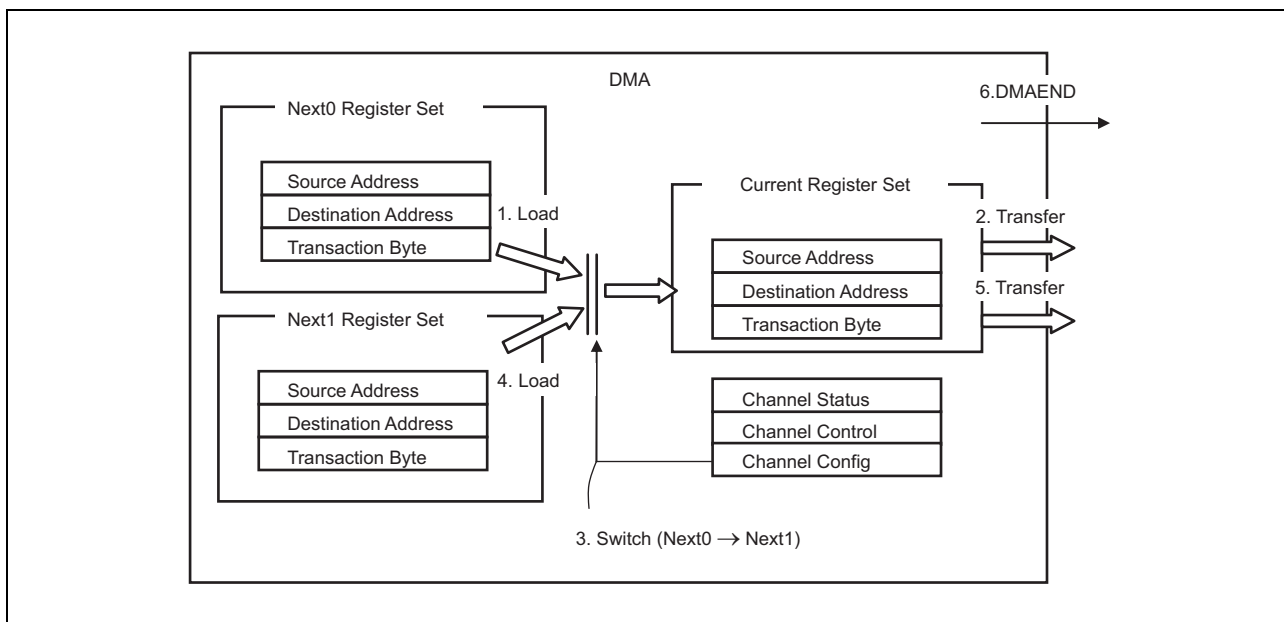 DMA
6.DMAEND
Next0 Register Set
Source Address
Destination Address
Transaction Byte
1. Load
Current Register Set
Source Address
Destination Address
Transaction Byte
2. Transfer
5. Transfer
Next1 Register Set
Source Address
Destination Address
Transaction Byte
4. Load
Channel Status
Channel Control
Channel Config
3. Switch (Next0 → Next1)